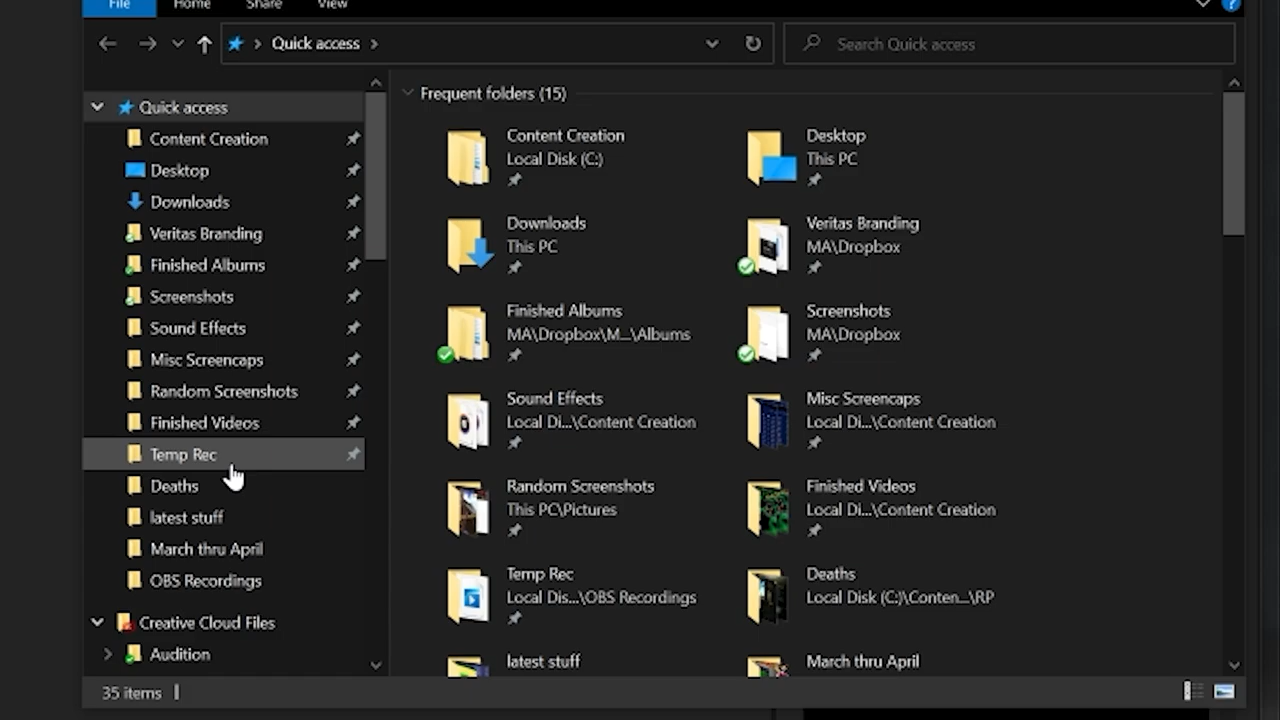 File Home Share View
Quick access
Search Quick access
Quick access
Content Creation
Desktop
Downloads
Veritas Branding
Finished Albums
Screenshots
Sound Effects
Misc Screencaps
Random Screenshots
Finished Videos
Temp Rec
Deaths
latest stuff
March thru April
OBS Recordings
Creative Cloud Files
Audition
Frequent folders (15)
Content Creation
Local Disk (C:)
Desktop
This PC
Downloads
This PC
Veritas Branding
MA\Dropbox
Finished Albums
MA\Dropbox\M...\Albums
Screenshots
MA\Dropbox
Sound Effects
Local Di...\Content Creation
Misc Screencaps
Local Di...\Content Creation
Random Screenshots
This PC\Pictures
Finished Videos
Local Di...\Content Creation
Temp Rec
Local Dis...\OBS Recordings
Deaths
Local Disk (C:)\Conten...\RP
latest stuff
March thru April
35 items